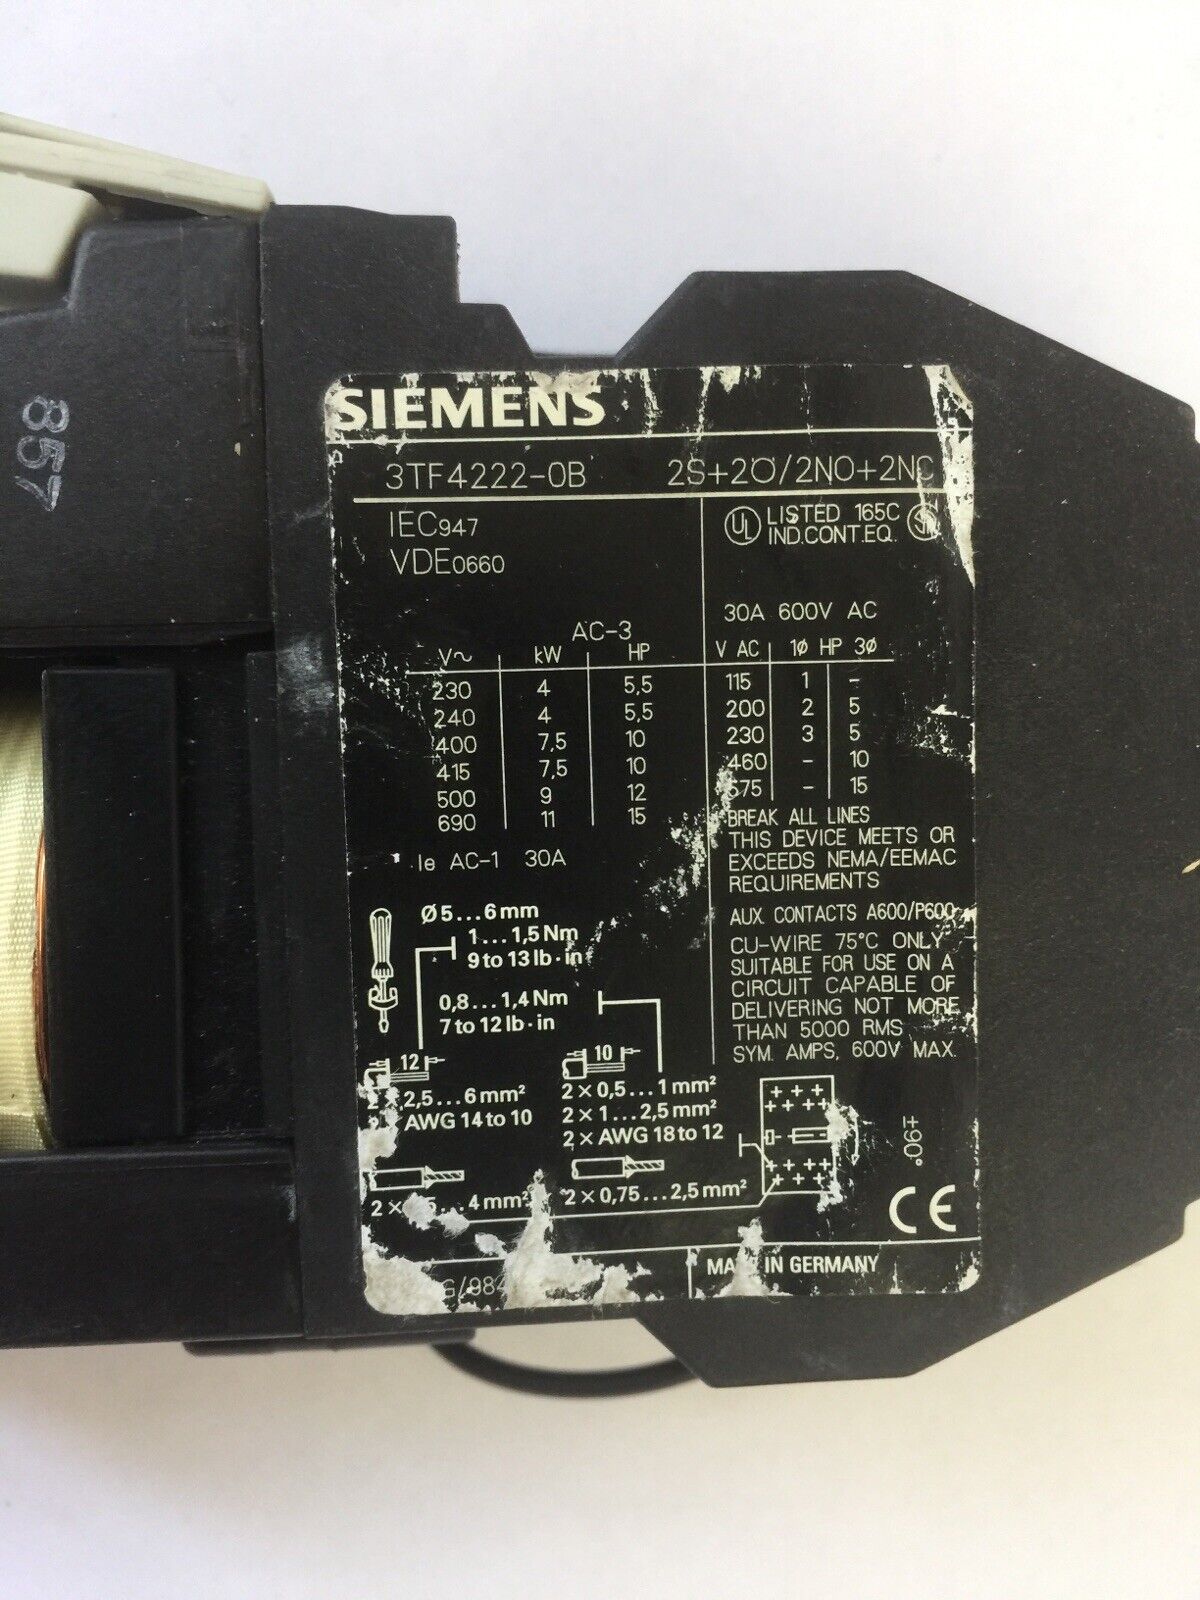 857
SIEMENS
3TF4222-0B 2S+2Ö/2NO+2NC
IEC947
VDE0660
UL LISTED 165C
IND.CONT.EQ.
30A 600V AC
AC-3
V~ kW HP
230 4 5,5
240 4 5,5
400 7,5 10
415 7,5 10
500 9 12
690 11 15
Ie AC-1 30A
V AC 1ø HP 3ø
115 1 -
200 2 5
230 3 5
460 - 10
575 - 15
BREAK ALL LINES
THIS DEVICE MEETS OR
EXCEEDS NEMA/EEMAC
REQUIREMENTS
AUX. CONTACTS A600/P600
CU-WIRE 75°C ONLY
SUITABLE FOR USE ON A
CIRCUIT CAPABLE OF
DELIVERING NOT MORE
THAN 5000 RMS
SYM. AMPS, 600V MAX.
Ø5...6mm
1...1,5Nm
9 to 13 lb·in
0,8...1,4Nm
7 to 12 lb·in
12
2 × 2,5...6mm²
2 × AWG 14 to 10
10
2 × 0,5...1mm²
2 × 1...2,5mm²
2 × AWG 18 to 12
2 × ...4mm²
2 × 0,75...2,5mm²
.06±
CE
G/984
IN GERMANY